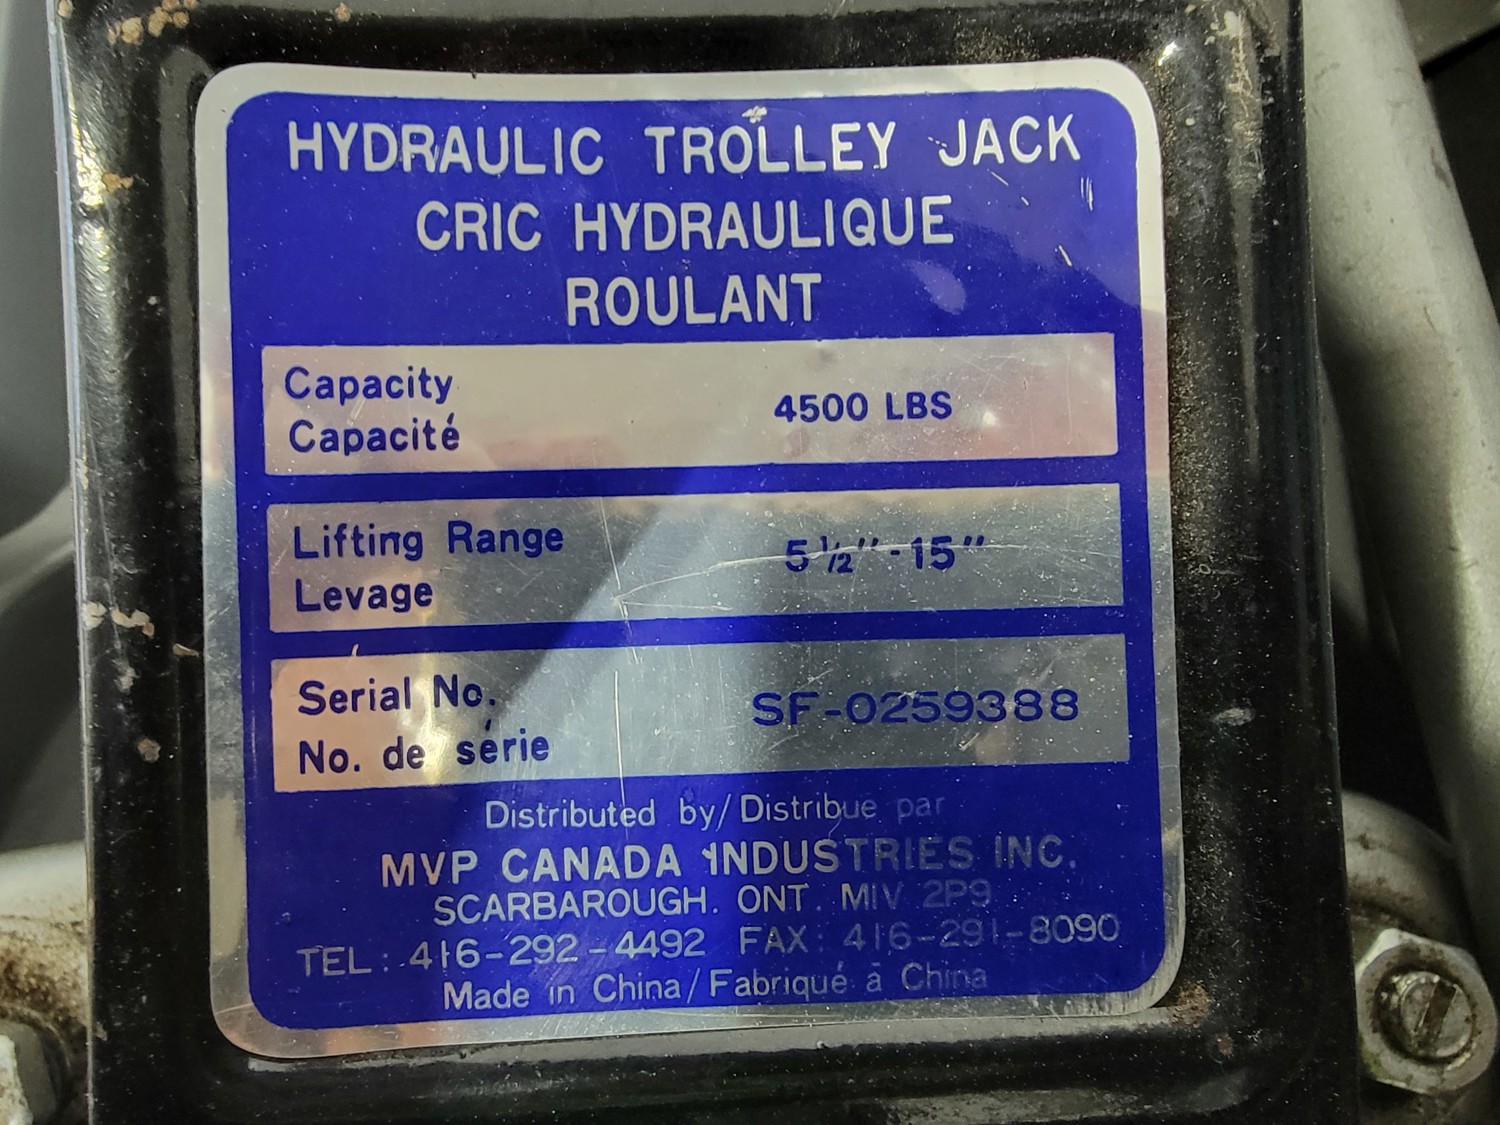 HYDRAULIC TROLLEY JACK
CRIC HYDRAULIQUE
ROULANT
Capacity
Capacité
4500 LBS
Lifting Range
Levage
5 ½" - 15"
Serial No.
No. de série
SF-0259388
Distributed by/Distribue par
MVP CANADA INDUSTRIES INC.
SCARBAROUGH. ONT. MIV 2P9
TEL: 416-292-4492 FAX: 416-291-8090
Made in China/Fabriqué à China